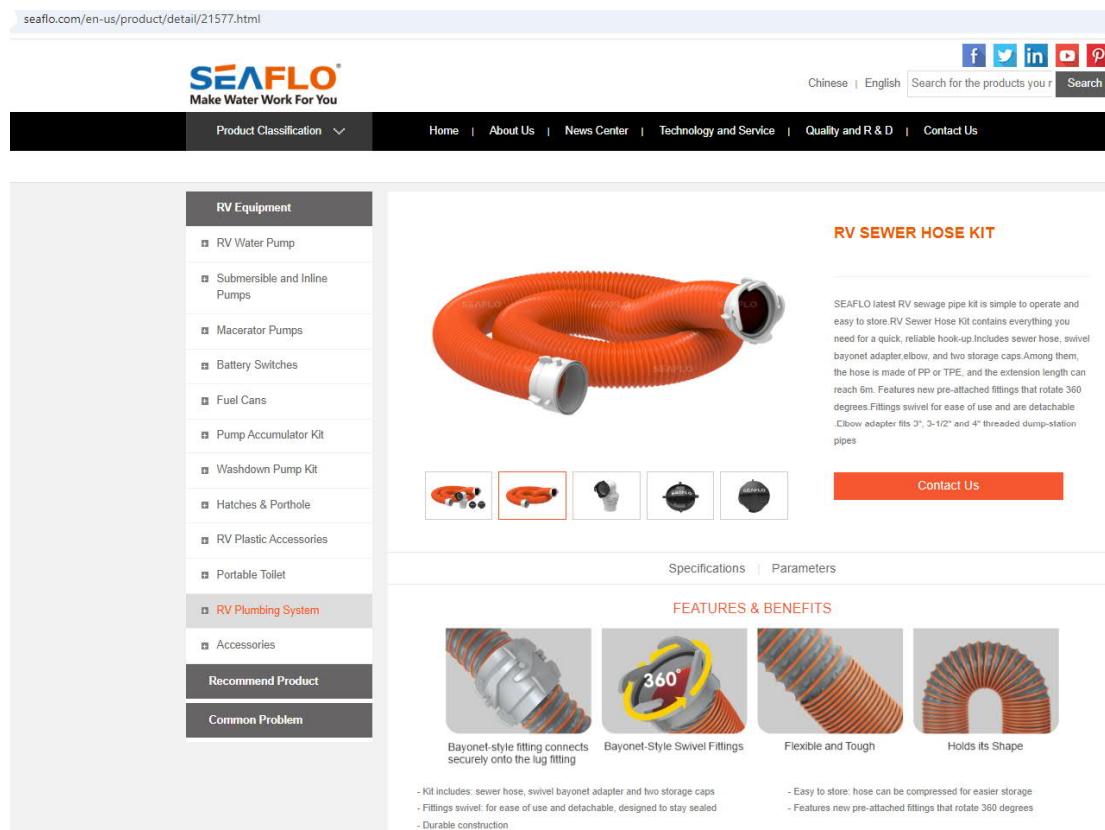 seaflo.com/en-us/product/detail/21577.html
SEAFLO®
Make Water Work For You
Chinese | English
Search for the products you r
Search
Product Classification
Home | About Us | News Center | Technology and Service | Quality and R & D | Contact Us
RV Equipment
RV Water Pump
Submersible and Inline
Pumps
Macerator Pumps
Battery Switches
Fuel Cans
Pump Accumulator Kit
Washdown Pump Kit
Hatches & Porthole
RV Plastic Accessories
Portable Toilet
RV Plumbing System
Accessories
Recommend Product
Common Problem
SEAFLO
SEAFLO
RV SEWER HOSE KIT
SEAFLO latest RV sewage pipe kit is simple to operate and
easy to store.RV Sewer Hose Kit contains everything you
need for a quick, reliable hook-up.Includes sewer hose, swivel
bayonet adapter,elbow, and two storage caps.Among them,
the hose is made of PP or TPE, and the extension length can
reach 6m. Features new pre-attached fittings that rotate 360
degrees.Fittings swivel for ease of use and are detachable
.Elbow adapter fits 3", 3-1/2" and 4" threaded dump-station
pipes
Contact Us
Specifications | Parameters
FEATURES & BENEFITS
360°
Bayonet-style fitting connects
securely onto the lug fitting
Bayonet-Style Swivel Fittings
Flexible and Tough
Holds its Shape
- Kit includes: sewer hose, swivel bayonet adapter and two storage caps
- Fittings swivel: for ease of use and detachable, designed to stay sealed
- Durable construction
- Easy to store: hose can be compressed for easier storage
- Features new pre-attached fittings that rotate 360 degrees